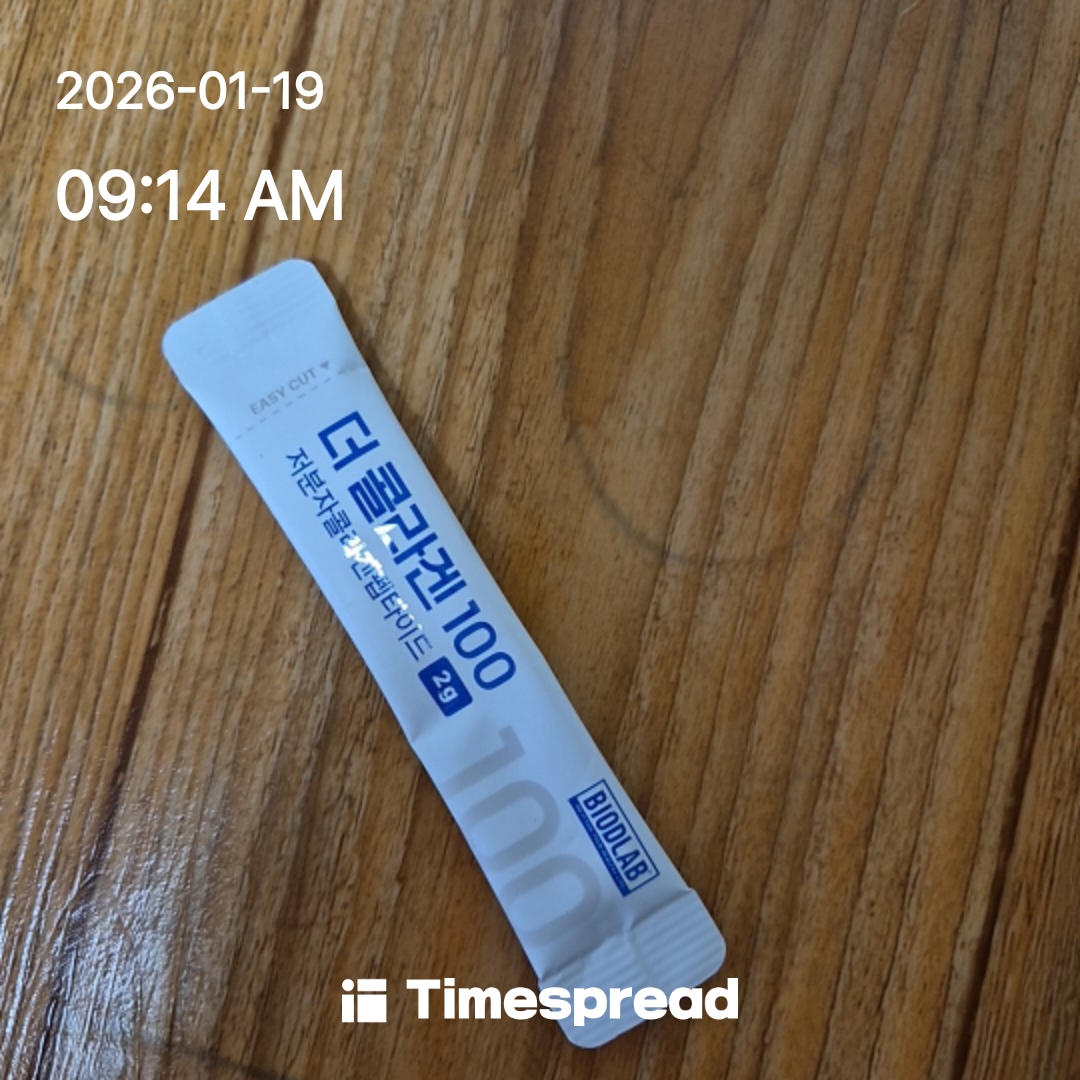 2026-01-19
09:14 AM
EASY CUT ▼
더 콜라겐 100
저분자콜라겐펩타이드 2g
100
BIODLAB
Timespread